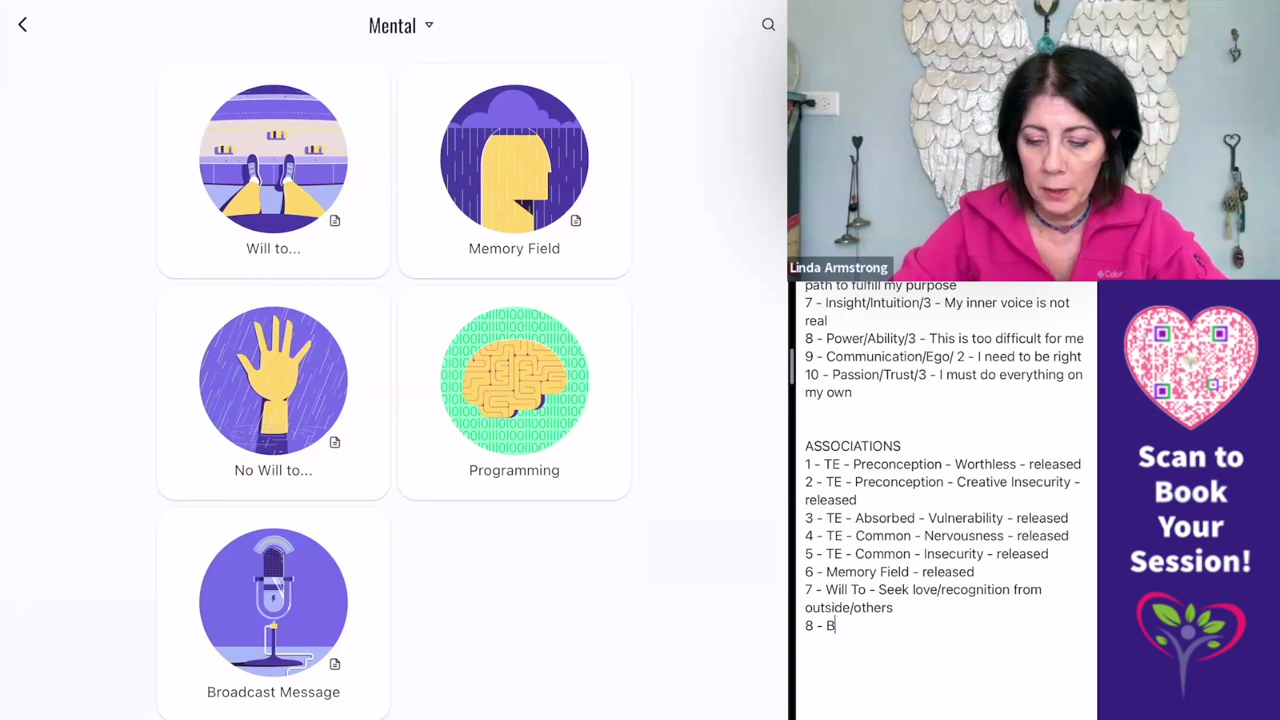 Mental
Will to...
Memory Field
No Will to...
Programming
Broadcast Message
Linda Armstrong
path to fulfill my purpose
7 - Insight/Intuition/3 - My inner voice is not
real
8 - Power/Ability/3 - This is too difficult for me
9 - Communication/Ego/ 2 - I need to be right
10 - Passion/Trust/3 - I must do everything on
my own
ASSOCIATIONS
1 - TE - Preconception - Worthless - released
2 - TE - Preconception - Creative Insecurity -
released
3 - TE - Absorbed - Vulnerability - released
4 - TE - Common - Nervousness - released
5 - TE - Common - Insecurity - released
6 - Memory Field - released
7 - Will To - Seek love/recognition from
outside/others
8 - B
Scan to
Book
Your
Session!